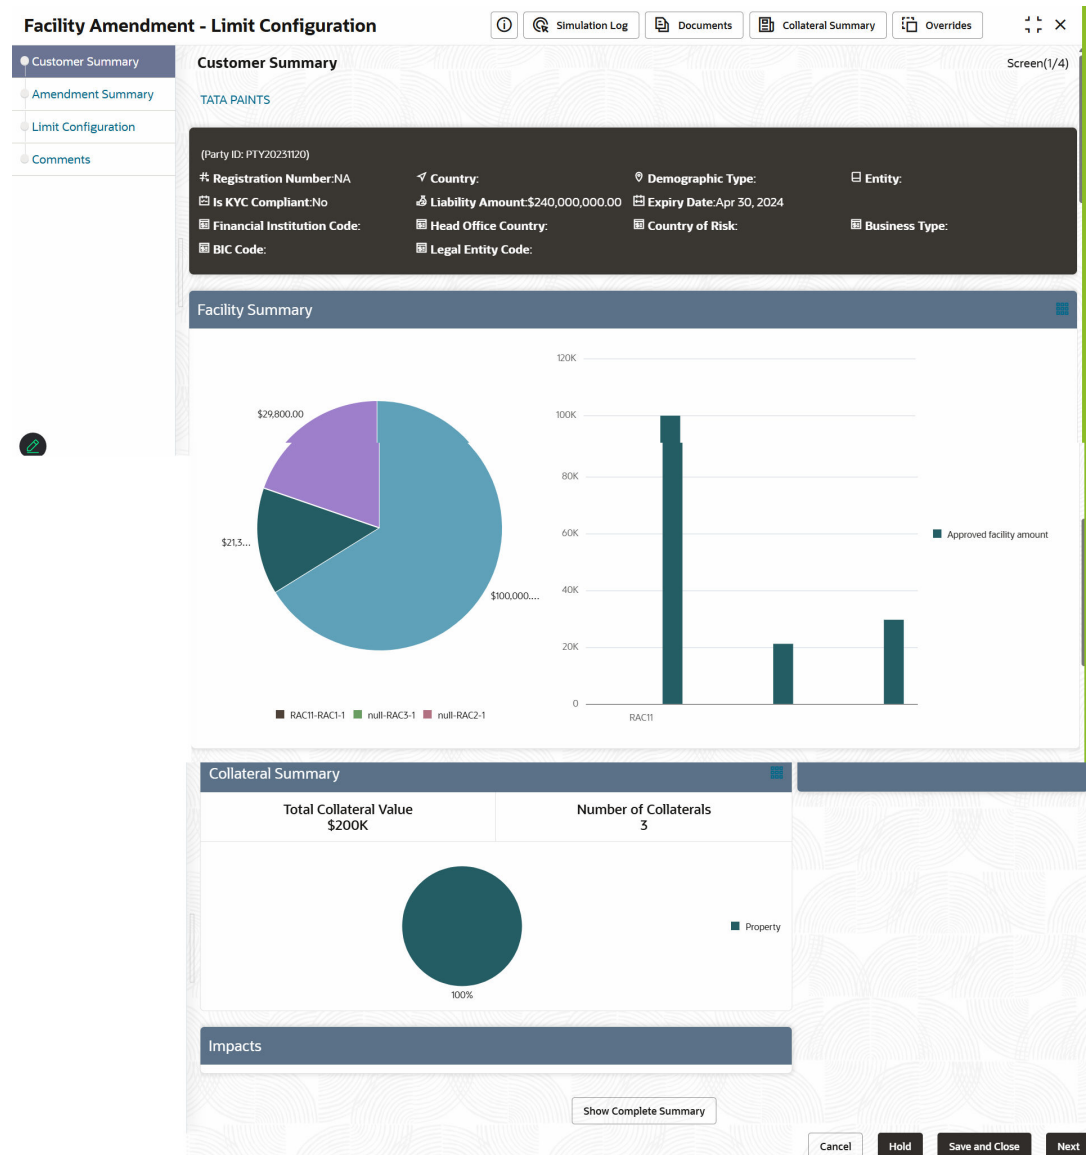 Facility Amendment - Limit Configuration
Simulation Log
Documents
Collateral Summary
Overrides
Customer Summary
Amendment Summary
Limit Configuration
Comments
Customer Summary
Screen(1/4)
TATA PAINTS
(Party ID: PTY20231120)
Registration Number:NA
Country:
Demographic Type:
Entity:
Is KYC Compliant:No
Liability Amount:$240,000,000.00
Expiry Date:Apr 30, 2024
Financial Institution Code:
Head Office Country:
Country of Risk:
Business Type:
BIC Code:
Legal Entity Code:
Facility Summary
$29,800.00
$21,3...
$100,000....
RAC11-RAC1-1
null-RAC3-1
null-RAC2-1
120K
100K
80K
60K
40K
20K
0
RAC11
Approved facility amount
Collateral Summary
Total Collateral Value
$200K
Number of Collaterals
3
100%
Property
Impacts
Show Complete Summary
Cancel
Hold
Save and Close
Next